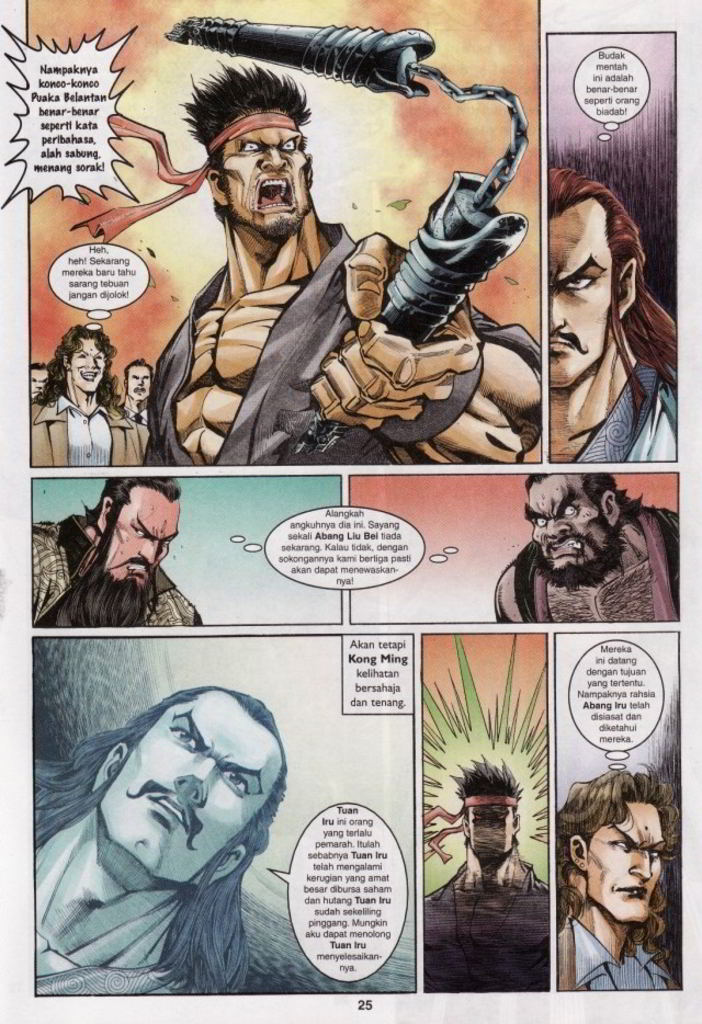 Nampaknya
konco-konco
Puaka Belantan
benar-benar
seperti kata
peribahasa,
alah sabung,
menang sorak!
Heh,
heh! Sekarang
mereka baru tahu
sarang tebuan
jangan dijolok!
Budak
mentah
ini adalah
benar-benar
seperti orang
biadab!
Alangkah
angkuhnya dia ini. Sayang
sekali Abang Liu Bei tiada
sekarang. Kalau tidak, dengan
sokongannya kami bertiga pasti
akan dapat menewaskan-
nya!
Akan tetapi
Kong Ming
kelihatan
bersahaja
dan tenang.
Tuan
Iru ini orang
yang terlalu
pemarah. Itulah
sebabnya Tuan Iru
telah mengalami
kerugian yang amat
besar dibursa saham
dan hutang Tuan Iru
sudah sekeliling
pinggang. Mungkin
aku dapat menolong
Tuan Iru
menyelesaikan-
nya.
Mereka
ini datang
dengan tujuan
yang tertentu.
Nampaknya rahsia
Abang Iru telah
disiasat dan
diketahui
mereka.
25